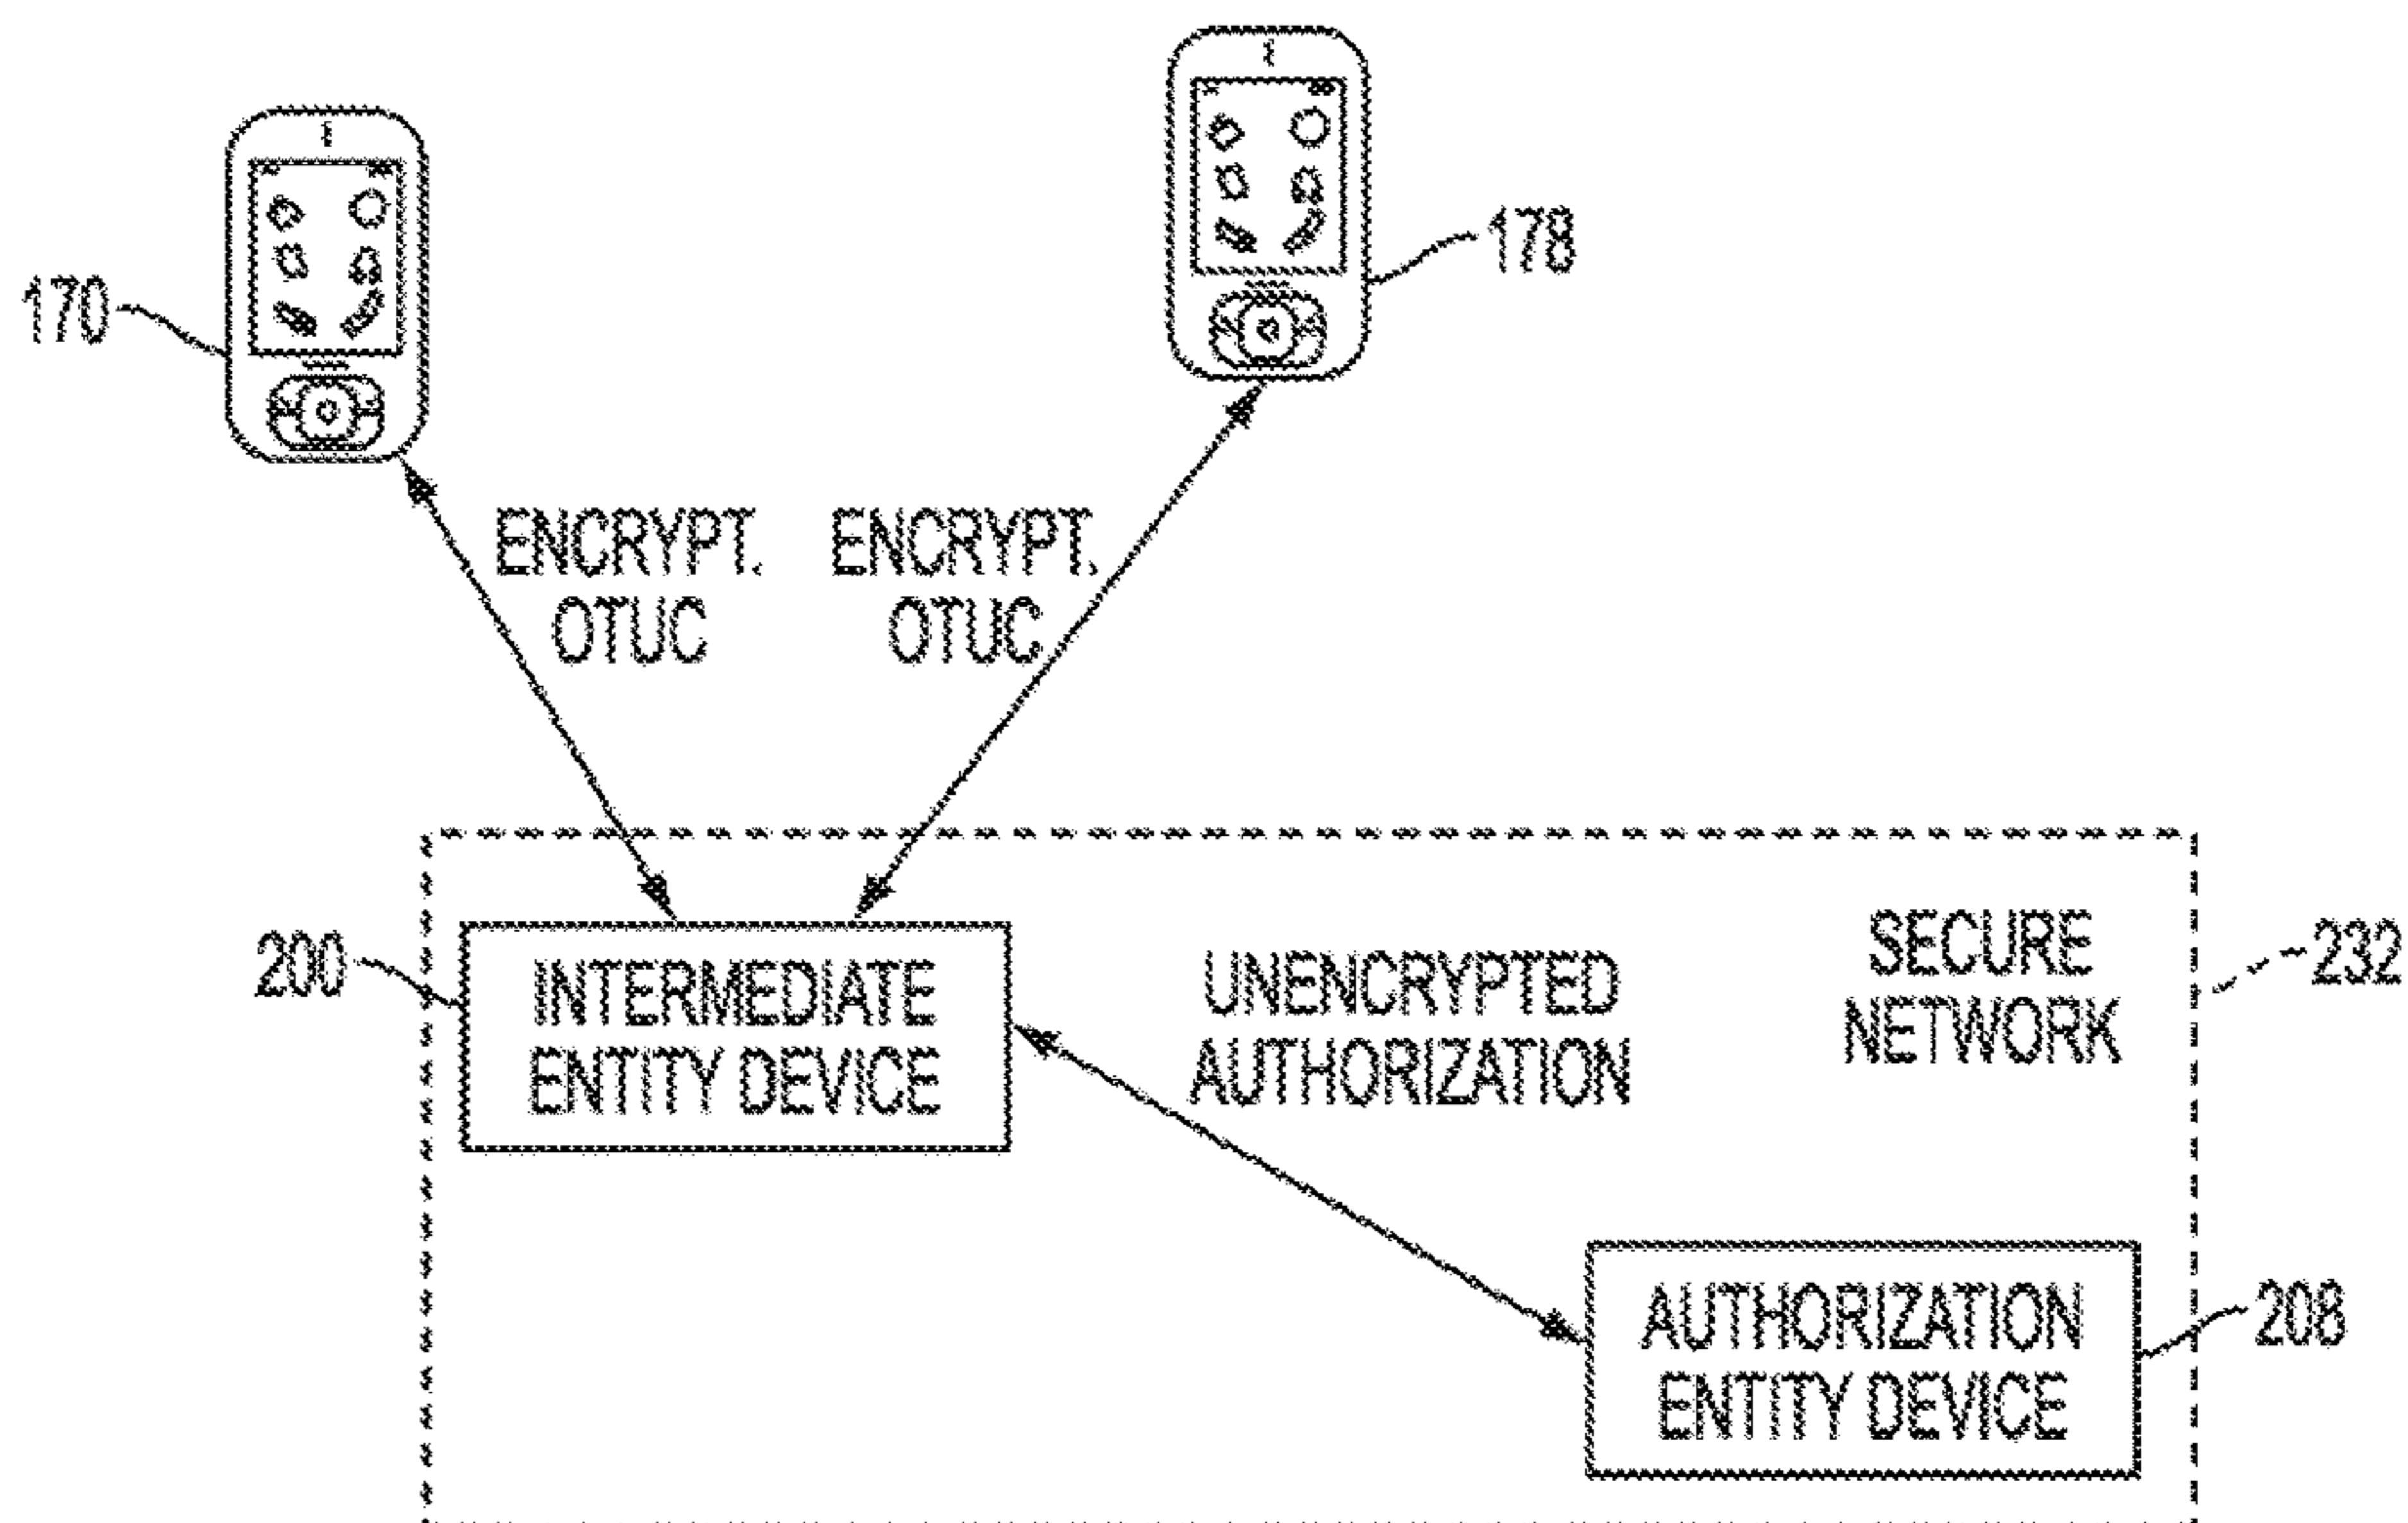 178
170
ENCRYPT.
OTUC
ENCRYPT.
OTUC
200
INTERMEDIATE
ENTITY DEVICE
UNENCRYPTED
AUTHORIZATION
SECURE
NETWORK
232
AUTHORIZATION
ENTITY DEVICE
208